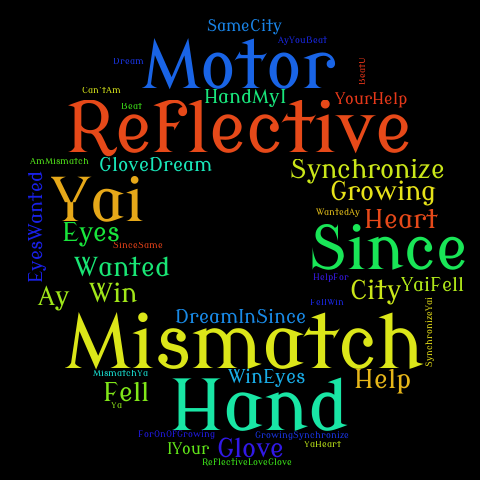 SameCity
AyYouBeat
Motor
Dream
BeatU
Can'tAm
HandMyI
YourHelp
Beat
Reflective
AmMismatch
GloveDream
Synchronize
EyesWanted
Yai
Growing
WantedAy
Heart
Eyes
SinceSame
Since
Wanted
HelpFor
Ay
Win
City
YaiFell
FellWin
SynchronizeYai
DreamInSince
Mismatch
MismatchYa
WinEyes
Help
Fell
Hand
Ya
ForOnOfGrowing
GrowingSynchronize
IYour
Glove
YaHeart
ReflectiveLoveGlove